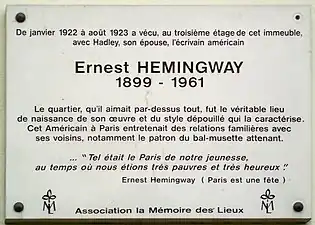 De janvier 1922 à août 1923 a vécu, au troisième étage de cet immeuble,
avec Hadley, son épouse, l'écrivain américain
Ernest HEMINGWAY
1899 - 1961
Le quartier, qu'il aimait par-dessus tout, fut le véritable lieu
de naissance de son œuvre et du style dépouillé qui la caractérise.
Cet Américain à Paris entretenait des relations familières avec
ses voisins, notamment le patron du bal-musette attenant.
... "Tel était le Paris de notre jeunesse,
au temps où nous étions très pauvres et très heureux."
Ernest Hemingway ( Paris est une fête )
Association la Mémoire des Lieux